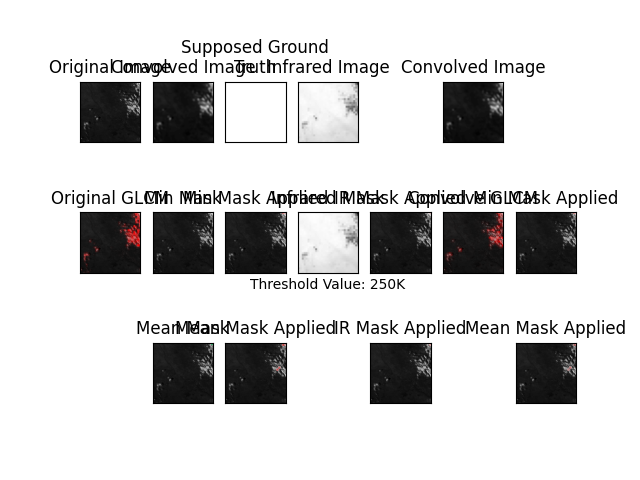 Supposed Ground
Original Image
Convolved Image
Truth
Infrared Image
Convolved Image
Original GLCM
Min Mask
Min Mask Applied
Infrared Mask
IR Mask Applied
Convolved GLCM
Min Mask Applied
Threshold Value: 250K
Mean Mask
Mean Mask Applied
IR Mask Applied
Mean Mask Applied